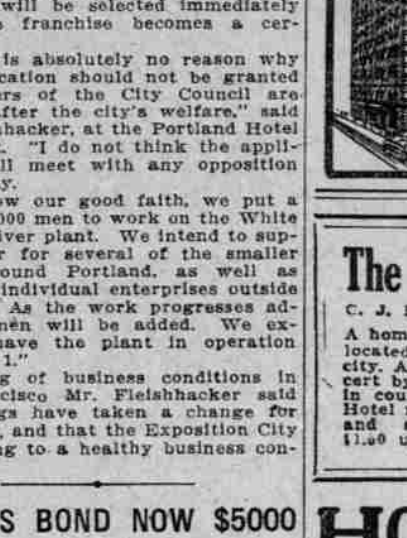 will be selected immediately
franchise becomes a cer-
is absolutely no reason why
cation should not be granted
rs of the City Council are
fter the city's welfare," said
hhacker, at the Portland Hotel
"I do not think the appli-
ll meet with any opposition
y.
w our good faith, we put a
000 men to work on the White
iver plant. We intend to sup-
r for several of the smaller
ound Portland, as well as
individual enterprises outside
As the work progresses ad-
men will be added. We ex-
ave the plant in operation
1."
g of business conditions in
cisco Mr. Fleishhacker said
gs have taken a change for
, and that the Exposition City
ng to a healthy business con-
S BOND NOW $5000
The
C. J.
A hom
located
city. A
cert by
in cou
Hotel
and
$1.50 u
HO